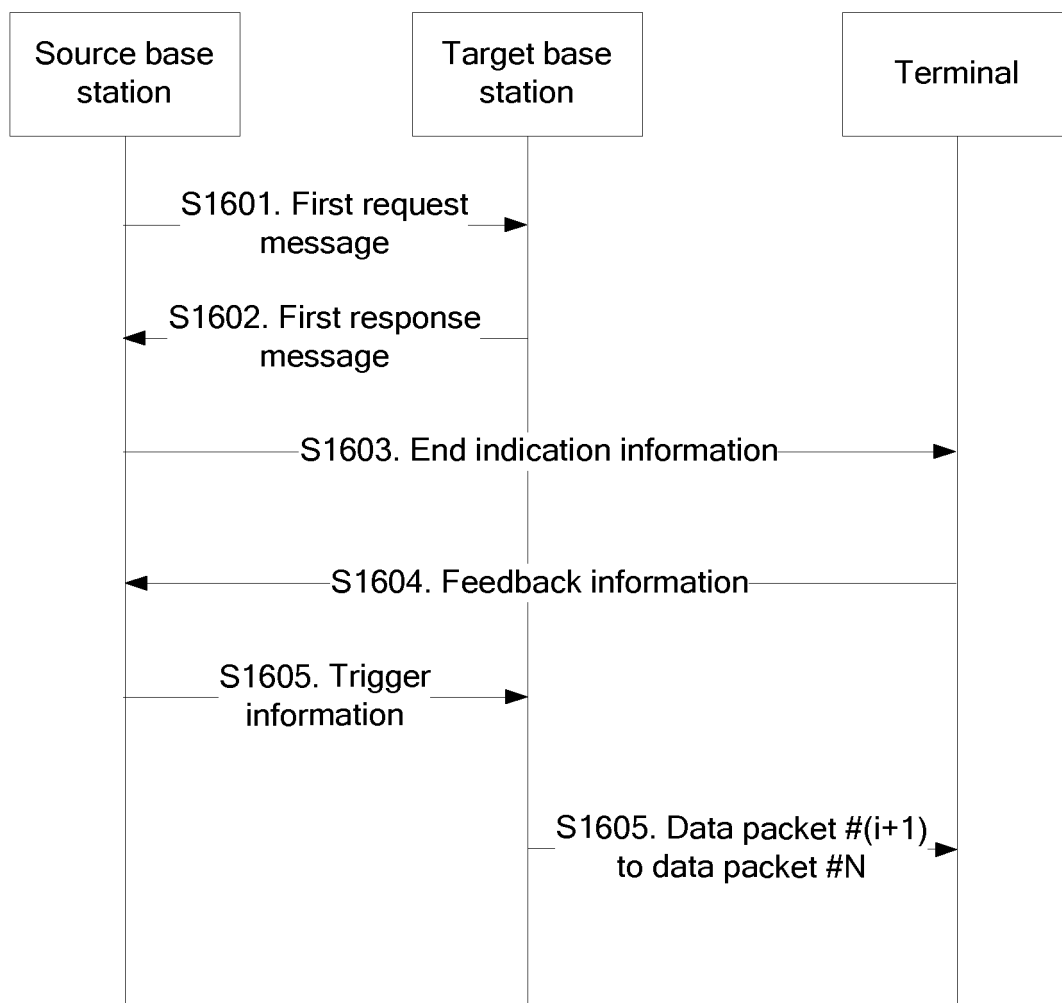 Source base
station
Target base
station
Terminal
S1601. First request
message
S1602. First response
message
S1603. End indication information
S1604. Feedback information
S1605. Trigger
information
S1605. Data packet #(i+1)
to data packet #N